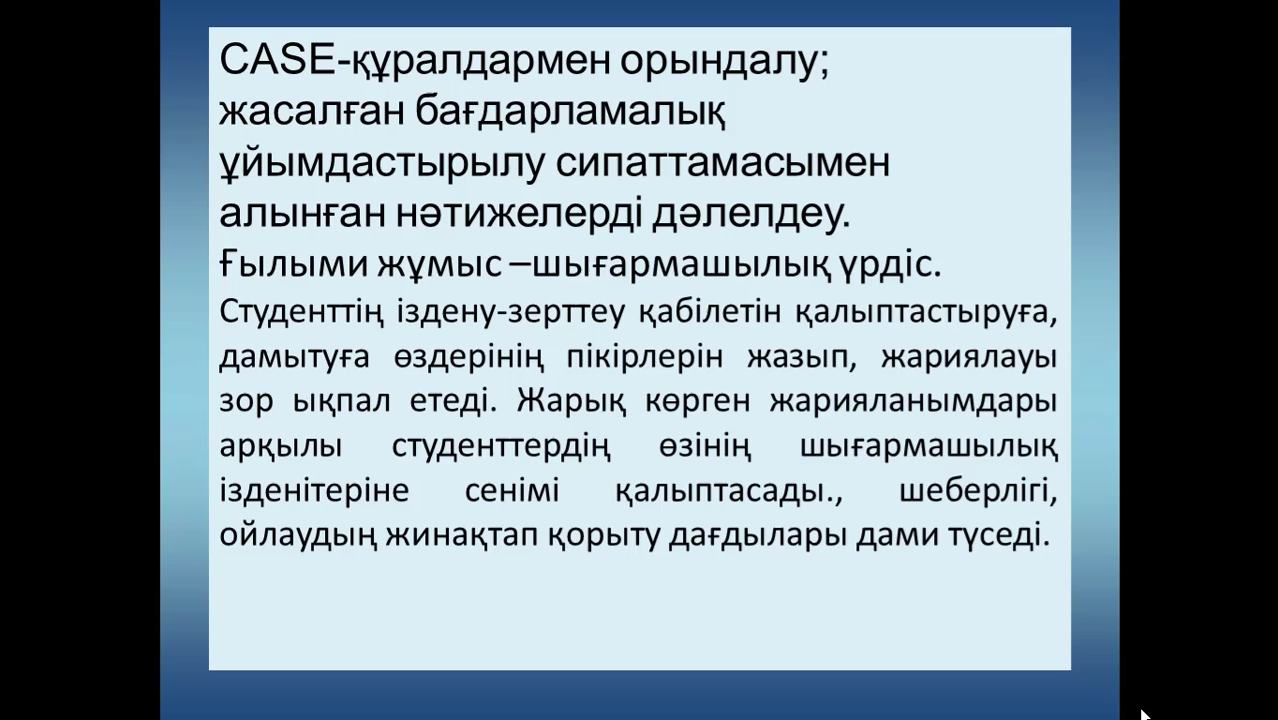 CASE-құралдармен орындалу;
жасалған бағдарламалық
ұйымдастырылу сипаттамасымен
алынған нәтижелерді дәлелдеу.
Ғылыми жұмыс –шығармашылық үрдіс.
Студенттің іздену-зерттеу қабілетін қалыптастыруға,
дамытуға өздерінің пікірлерін жазып, жариялауы
зор ықпал етеді. Жарық көрген жарияланымдары
арқылы студенттердің өзінің шығармашылық
ізденітеріне сенімі қалыптасады., шеберлігі,
ойлаудың жинақтап қорыту дағдылары дами түседі.